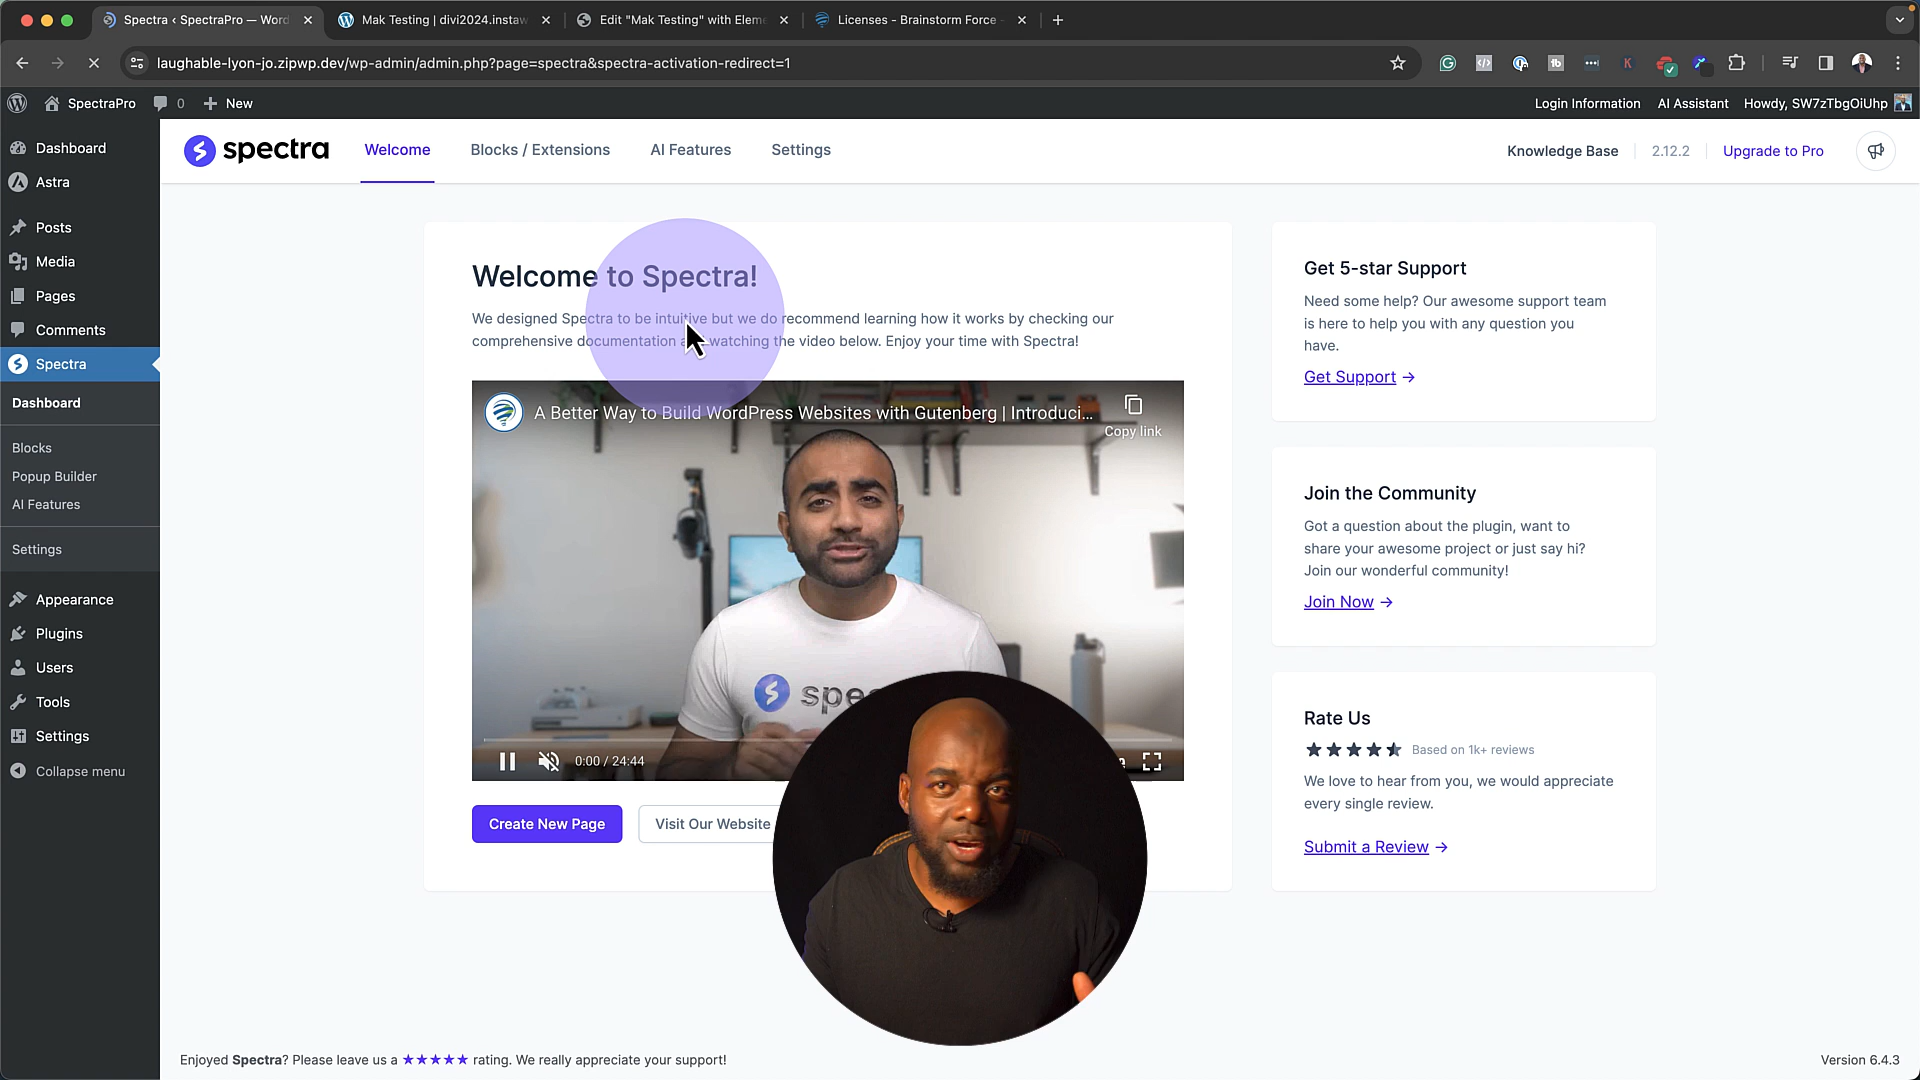 Spectra ‹ SpectraPro — Word
Mak Testing | divi2024.instaw
Edit "Mak Testing" with Eleme
Licenses - Brainstorm Force -
laughable-lyon-jo.zipwp.dev/wp-admin/admin.php?page=spectra&spectra-activation-redirect=1
SpectraPro
0
New
Login Information
AI Assistant
Howdy, SW7zTbgOiUhp
Dashboard
Astra
Posts
Media
Pages
Comments
Spectra
Dashboard
Blocks
Popup Builder
AI Features
Settings
Appearance
Plugins
Users
Tools
Settings
Collapse menu
spectra
Welcome
Blocks / Extensions
AI Features
Settings
Knowledge Base
2.12.2
Upgrade to Pro
Welcome to Spectra!
We designed Spectra to be intuitive but we do recommend learning how it works by checking our
comprehensive documentation watching the video below. Enjoy your time with Spectra!
A Better Way to Build WordPress Websites with Gutenberg | Introduci...
Copy link
spe
0:00 / 24:44
Create New Page
Visit Our Website
Get 5-star Support
Need some help? Our awesome support team
is here to help you with any question you
have.
Get Support →
Join the Community
Got a question about the plugin, want to
share your awesome project or just say hi?
Join our wonderful community!
Join Now →
Rate Us
Based on 1k+ reviews
We love to hear from you, we would appreciate
every single review.
Submit a Review →
Enjoyed Spectra? Please leave us a ★★★★★ rating. We really appreciate your support!
Version 6.4.3